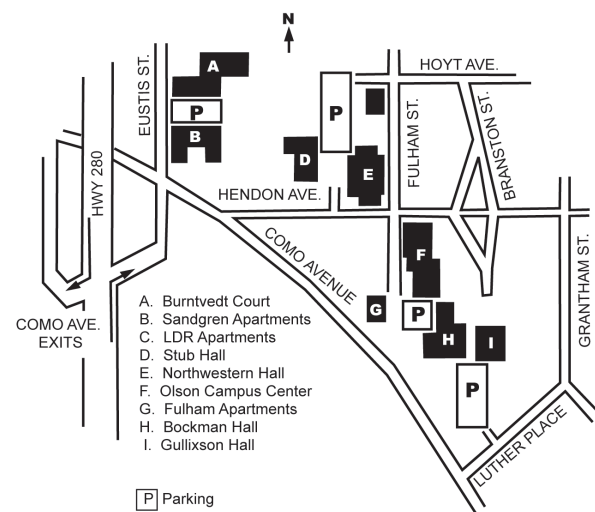 N
HOYT AVE.
A
EUSTIS ST.
P
P
B
FULHAM ST.
BRANSTON ST.
HWY 280
D
E
HENDON AVE.
COMO AVENUE
F
GRANTHAM ST.
COMO AVE.
EXITS
G
P
H
I
P
LUTHER PLACE
A. Burntvedt Court
B. Sandgren Apartments
C. LDR Apartments
D. Stub Hall
E. Northwestern Hall
F. Olson Campus Center
G. Fulham Apartments
H. Bockman Hall
I. Gullixson Hall
P Parking